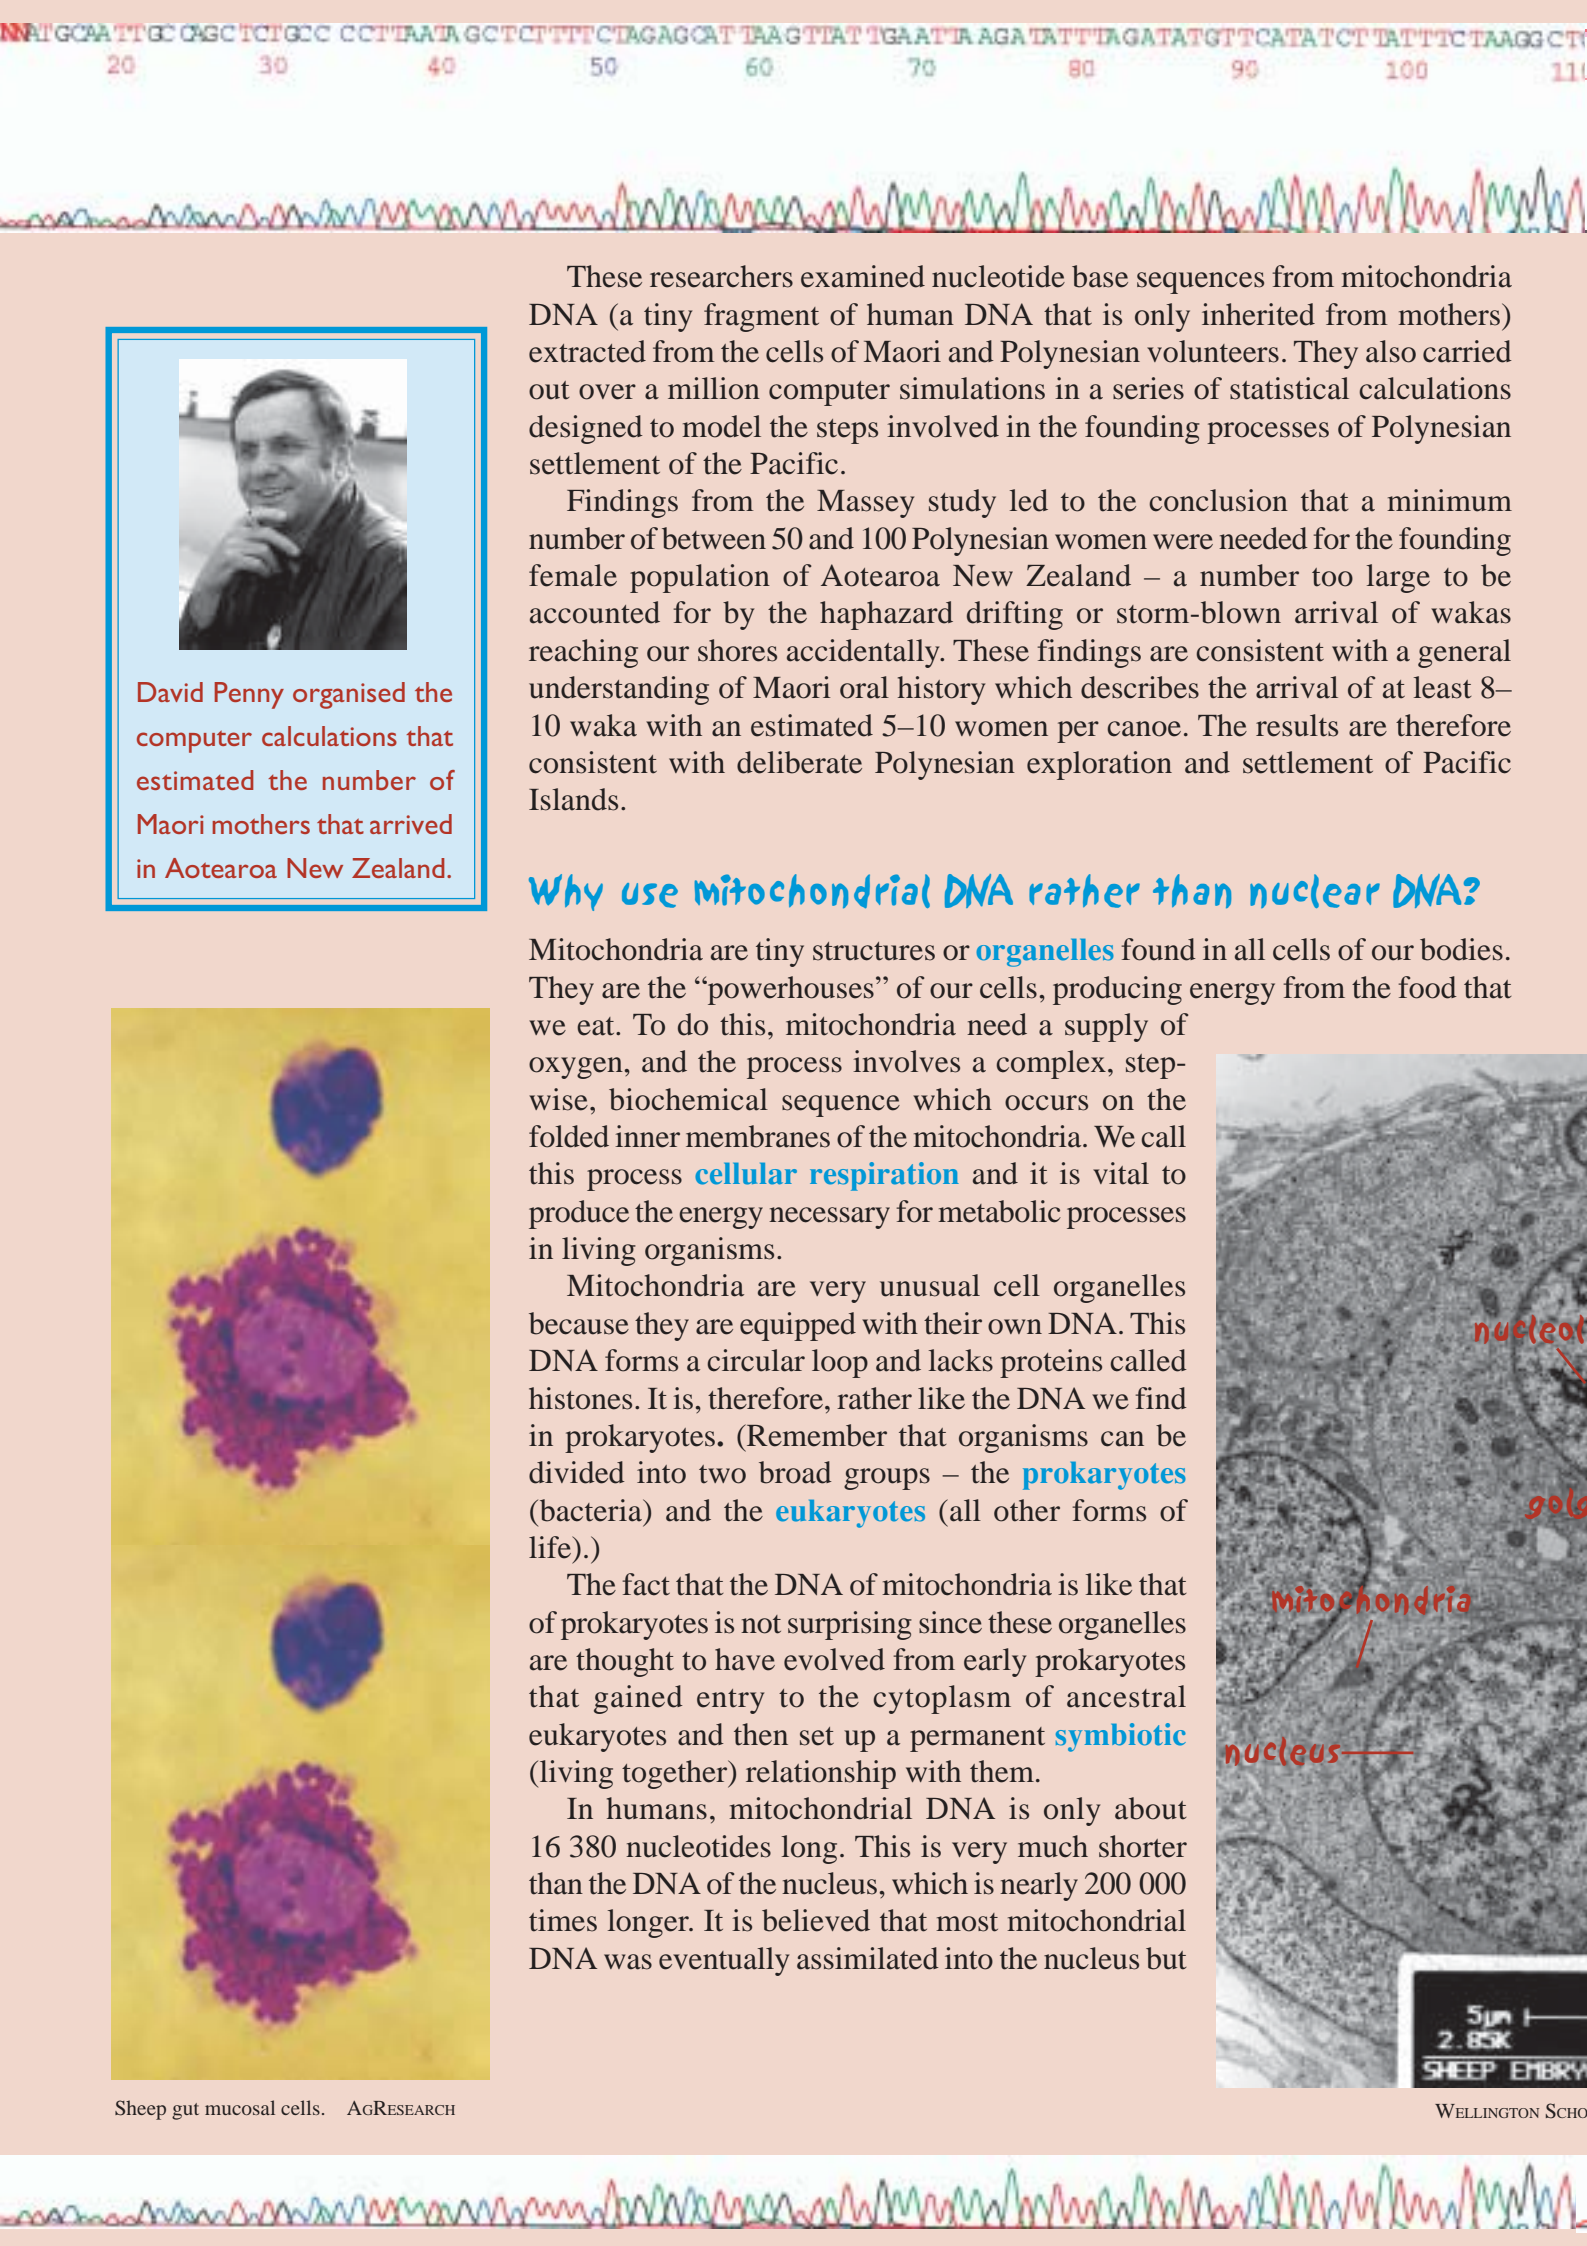 20 30 40 50 60 70 80 90 100
These researchers examined nucleotide base sequences from mitochondria
DNA (a tiny fragment of human DNA that is only inherited from mothers)
extracted from the cells of Maori and Polynesian volunteers. They also carried
out over a million computer simulations in a series of statistical calculations
designed to model the steps involved in the founding processes of Polynesian
settlement of the Pacific.
Findings from the Massey study led to the conclusion that a minimum
number of between 50 and 100 Polynesian women were needed for the founding
female population of Aotearoa New Zealand – a number too large to be
accounted for by the haphazard drifting or storm-blown arrival of wakas
reaching our shores accidentally. These findings are consistent with a general
understanding of Maori oral history which describes the arrival of at least 8–
10 waka with an estimated 5–10 women per canoe. The results are therefore
consistent with deliberate Polynesian exploration and settlement of Pacific
Islands.
David Penny organised the
computer calculations that
estimated the number of
Maori mothers that arrived
in Aotearoa New Zealand.
Why use mitochondrial DNA rather than nuclear DNA?
Mitochondria are tiny structures or organelles found in all cells of our bodies.
They are the “powerhouses” of our cells, producing energy from the food that
we eat. To do this, mitochondria need a supply of
oxygen, and the process involves a complex, step-
wise, biochemical sequence which occurs on the
folded inner membranes of the mitochondria. We call
this process cellular respiration and it is vital to
produce the energy necessary for metabolic processes
in living organisms.
Mitochondria are very unusual cell organelles
because they are equipped with their own DNA. This
DNA forms a circular loop and lacks proteins called
histones. It is, therefore, rather like the DNA we find
in prokaryotes. (Remember that organisms can be
divided into two broad groups – the prokaryotes
(bacteria) and the eukaryotes (all other forms of
life).)
The fact that the DNA of mitochondria is like that
of prokaryotes is not surprising since these organelles
are thought to have evolved from early prokaryotes
that gained entry to the cytoplasm of ancestral
eukaryotes and then set up a permanent symbiotic
(living together) relationship with them.
In humans, mitochondrial DNA is only about
16 380 nucleotides long. This is very much shorter
than the DNA of the nucleus, which is nearly 200 000
times longer. It is believed that most mitochondrial
DNA was eventually assimilated into the nucleus but
nucleol
golg
mitochondria
nucleus
5µm
2.85K
SHEEP EMBRY
Sheep gut mucosal cells. AGRESEARCH
WELLINGTON SCHO